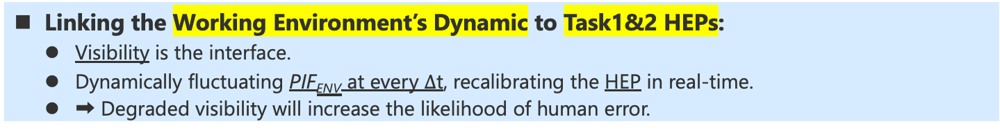 ■ Linking the Working Environment’s Dynamic to Task1&2 HEPs:
● Visibility is the interface.
● Dynamically fluctuating PIF_ENV at every Δt, recalibrating the HEP in real-time.
● ➡ Degraded visibility will increase the likelihood of human error.